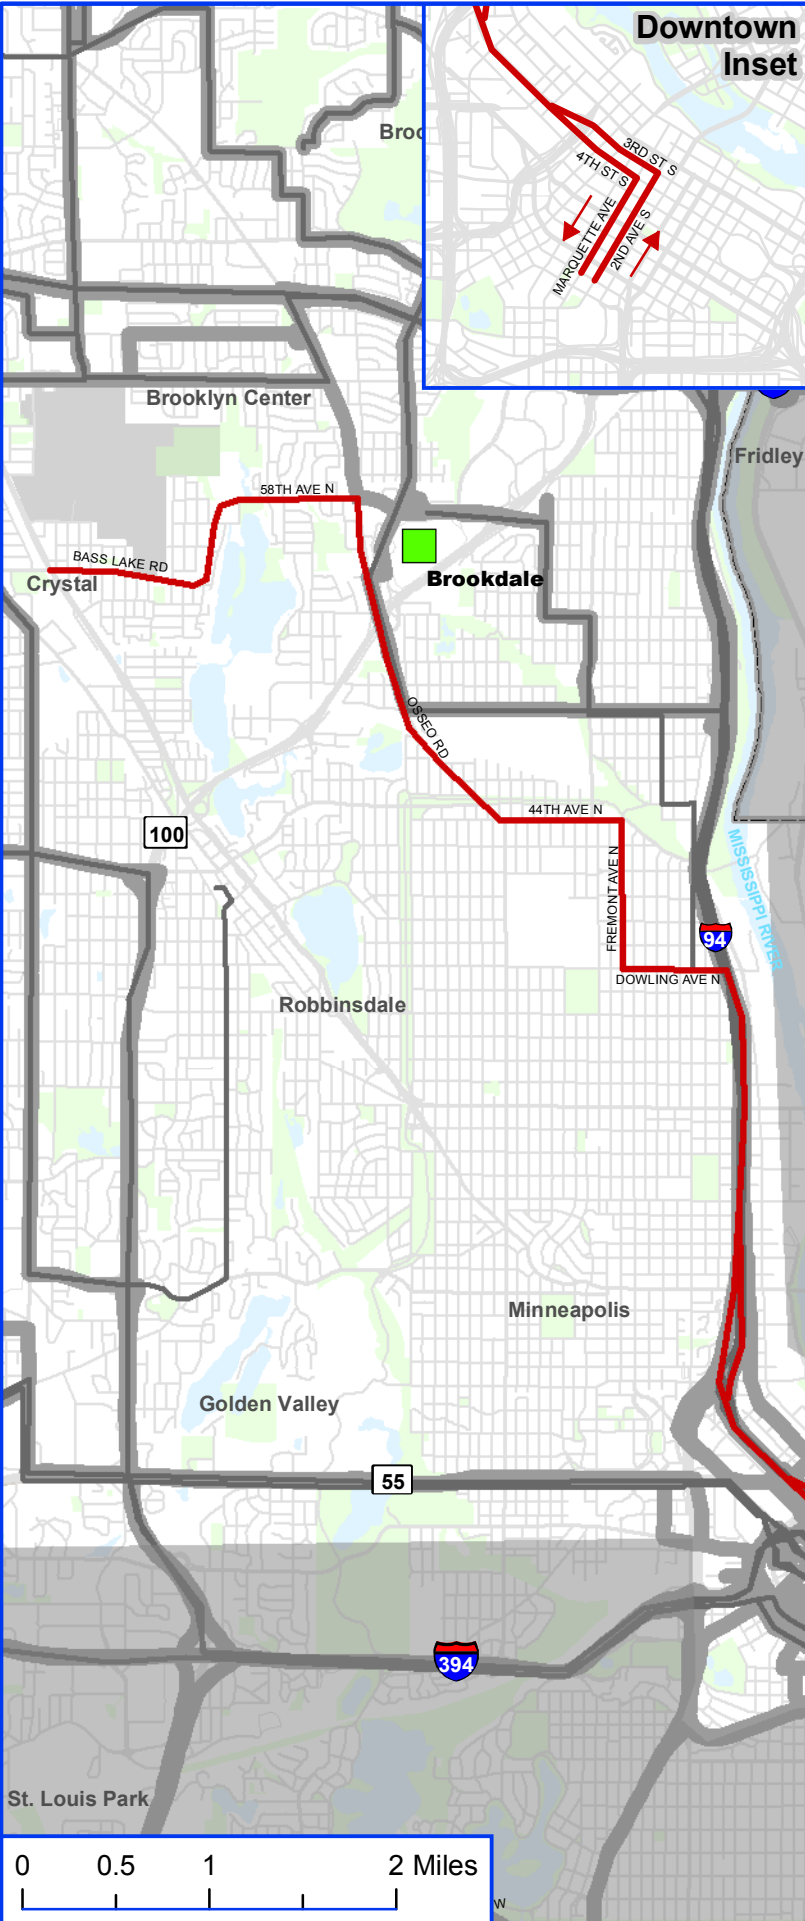 Downtown
Inset
Broo
3RD ST S
4TH ST S
MARQUETTE AVE
2ND AVE S
Brooklyn Center
Fridley
58TH AVE N
BASS LAKE RD
Crystal
Brookdale
OSSEO RD
44TH AVE N
100
MISSISSIPPI RIVER
FREMONT AVE N
94
DOWLING AVE N
Robbinsdale
Minneapolis
Golden Valley
55
394
St. Louis Park
0 0.5 1 2 Miles
W